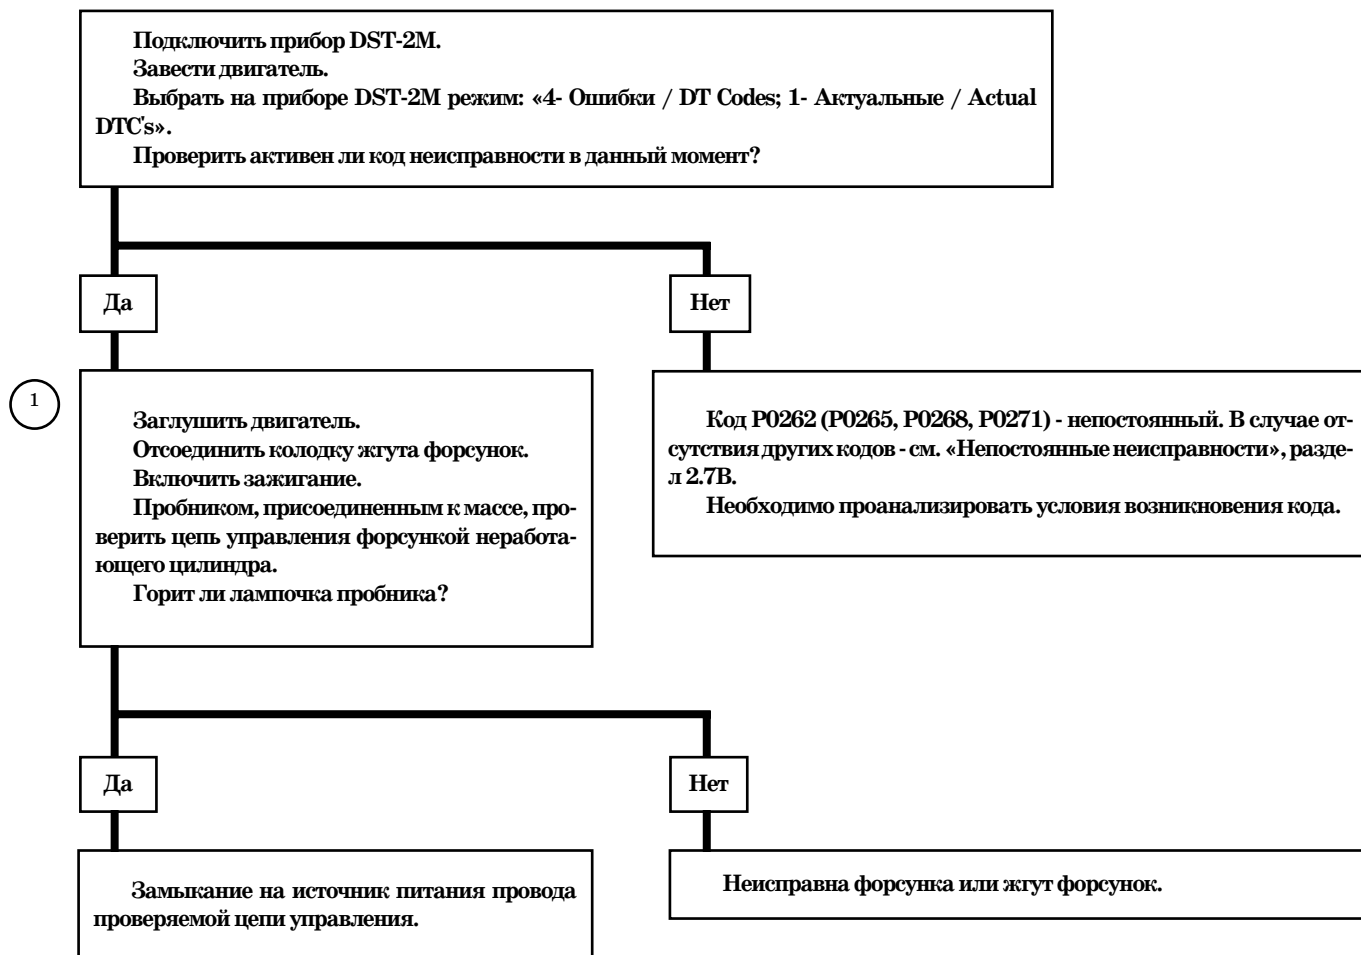 Подключить прибор DST-2M.
Завести двигатель.
Выбрать на приборе DST-2M режим: «4- Ошибки / DT Codes; 1- Актуальные / Actual
DTC's».
Проверить активен ли код неисправности в данный момент?
Да
Нет
1
Заглушить двигатель.
Отсоединить колодку жгута форсунок.
Включить зажигание.
Пробником, присоединенным к массе, про-
верить цепь управления форсункой неработа-
ющего цилиндра.
Горит ли лампочка пробника?
Код P0262 (P0265, P0268, P0271) - непостоянный. В случае от-
сутствия других кодов - см. «Непостоянные неисправности», разде-
л 2.7В.
Необходимо проанализировать условия возникновения кода.
Да
Нет
Замыкание на источник питания провода
проверяемой цепи управления.
Неисправна форсунка или жгут форсунок.